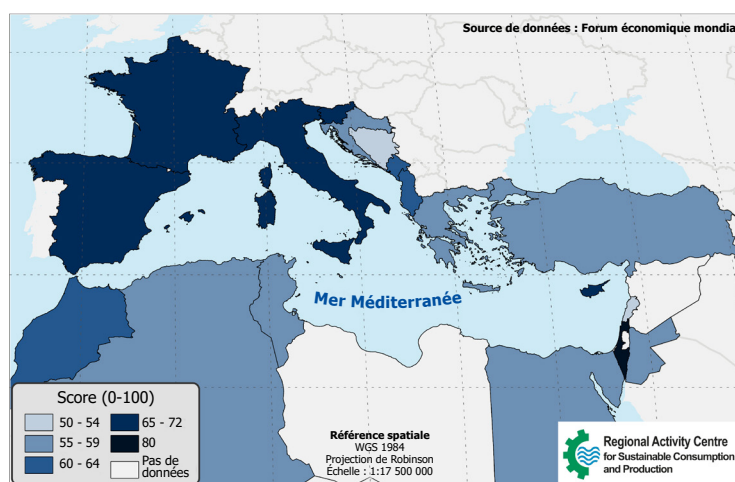 Source de données : Forum économique mondia
Mer Méditerranée
Score (0-100)
50 - 54
65 - 72
55 - 59
80
60 - 64
Pas de
données
Référence spatiale
WGS 1984
Projection de Robinson
Échelle : 1:17 500 000
Regional Activity Centre
for Sustainable Consumption
and Production